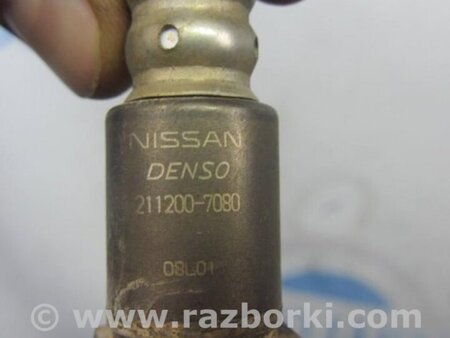 NISSAN
DENSO
211200-7080
08L01
© www.razborki.com